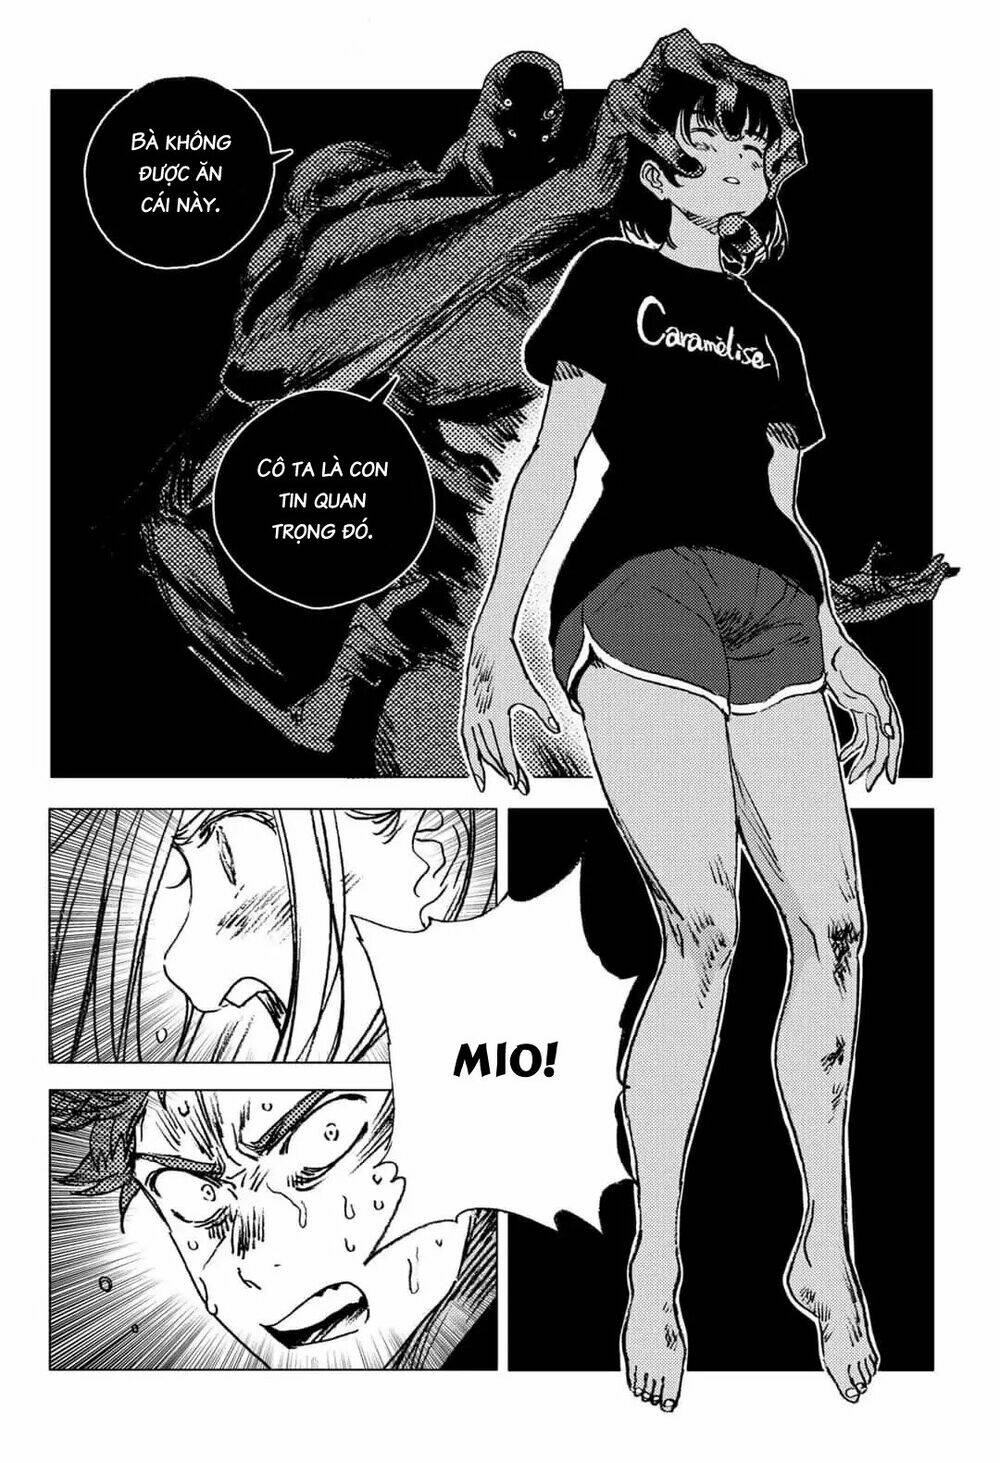 BÀ KHÔNG
ĐƯỢC ĂN
CÁI NÀY.
Caramelise
CÔ TA LÀ CON
TIN QUAN
TRỌNG ĐÓ.
MIO!